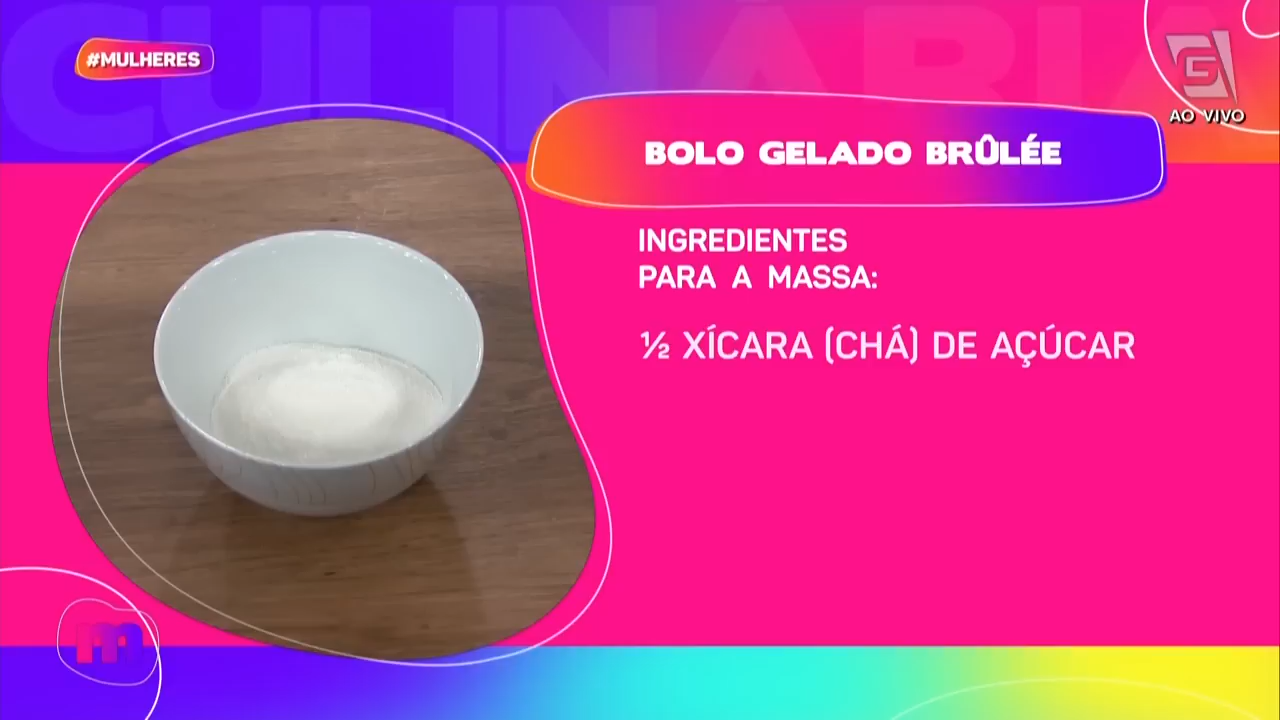 CULINÁRIA
#MULHERES
G
AO VIVO
BOLO GELADO BRÛLÉE
INGREDIENTES
PARA A MASSA:
½ XÍCARA (CHÁ) DE AÇÚCAR
m